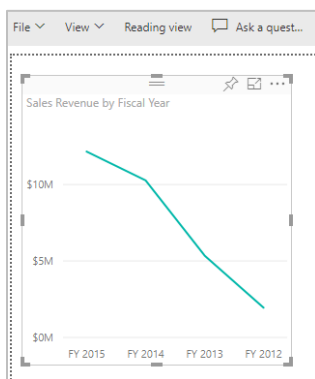 File View Reading view Ask a quest...
Sales Revenue by Fiscal Year
$10M
$5M
$0M
FY 2015 FY 2014 FY 2013 FY 2012